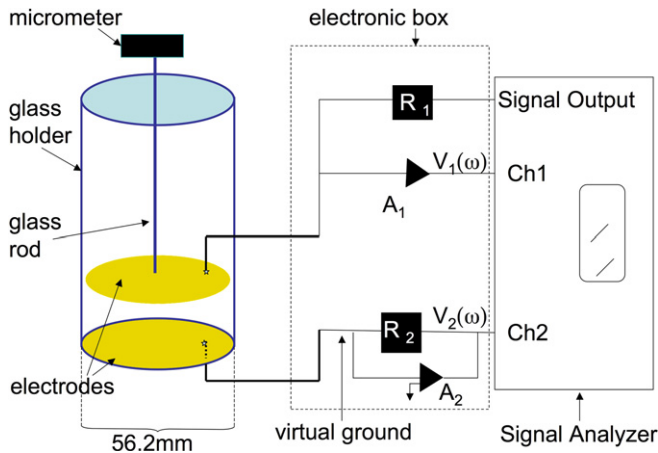 micrometer
electronic box
glass
holder
R 1
Signal Output
V1(ω)
Ch1
A1
glass
rod
V2(ω)
R 2
Ch2
A2
electrodes
virtual ground
Signal Analyzer
56.2mm